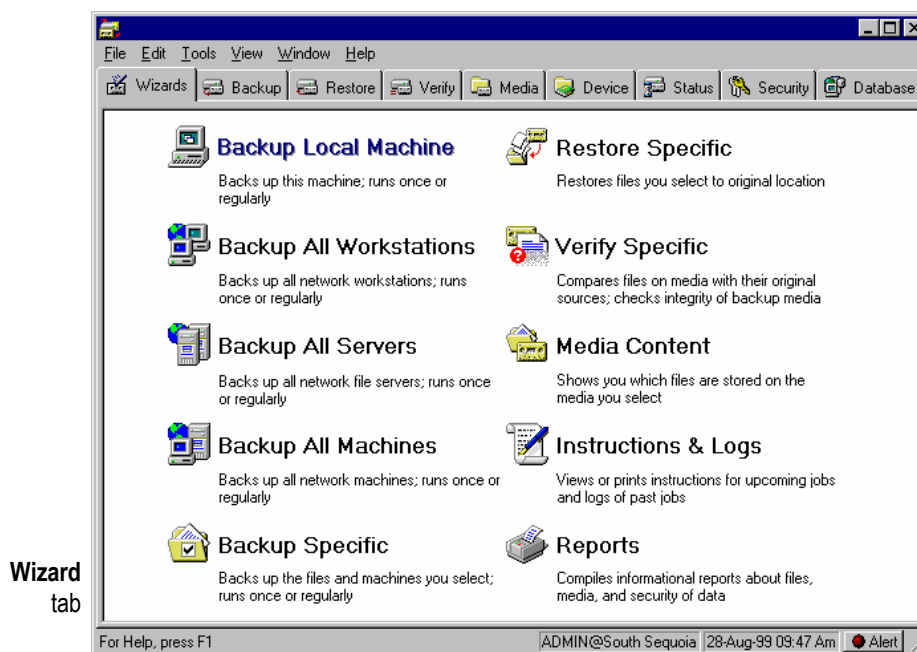 File Edit Tools View Window Help
Wizards Backup Restore Verify Media Device Status Security Database
Backup Local Machine
Backs up this machine; runs once or
regularly
Backup All Workstations
Backs up all network workstations; runs
once or regularly
Backup All Servers
Backs up all network file servers; runs once
or regularly
Backup All Machines
Backs up all network machines; runs once or
regularly
Backup Specific
Backs up the files and machines you select;
runs once or regularly
Restore Specific
Restores files you select to original location
Verify Specific
Compares files on media with their original
sources; checks integrity of backup media
Media Content
Shows you which files are stored on the
media you select
Instructions & Logs
Views or prints instructions for upcoming jobs
and logs of past jobs
Reports
Compiles informational reports about files,
media, and security of data
Wizard
tab
For Help, press F1 ADMIN@South Sequoia 28-Aug-99 09:47 Am Alert